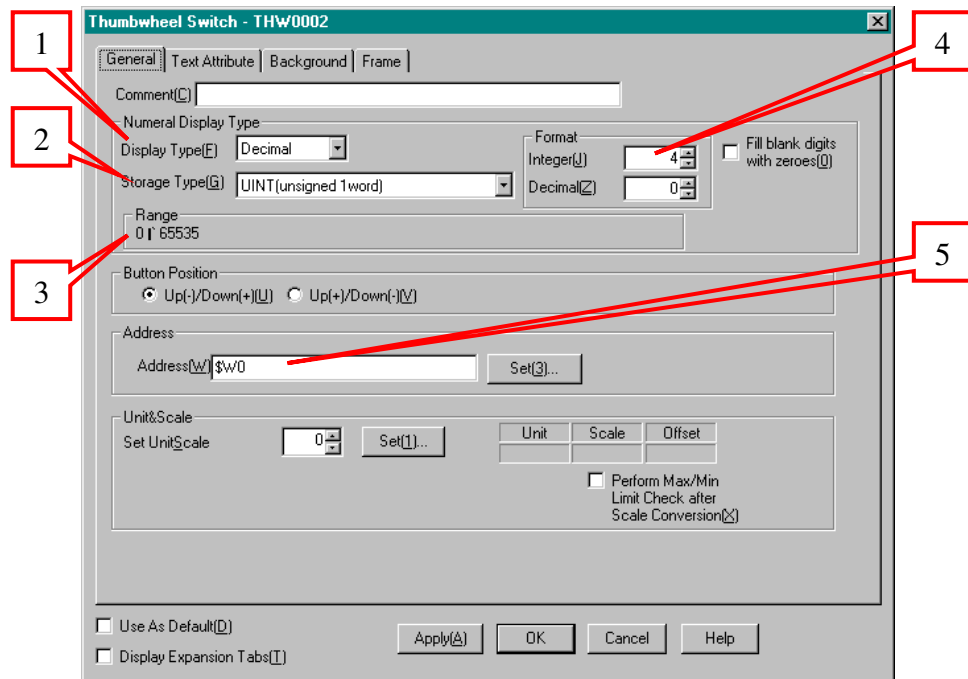 Thumbwheel Switch - THW0002
1
4
General Text Attribute Background Frame
Comment(C)
2
Numeral Display Type
Display Type(F) Decimal
Format
Integer(J) 4
Fill blank digits
with zeroes(0)
Storage Type(G) UINT(unsigned 1word)
Decimal(Z) 0
Range
0 ｡` 65535
3
5
Button Position
Up(-)/Down(+)(U) Up(+)/Down(-)(V)
Address
Address(W) $W0 Set(3)...
Unit&Scale
Set UnitScale 0 Set(1)...
Unit Scale Offset
Perform Max/Min
Limit Check after
Scale Conversion(X)
Use As Default(D)
Apply(A) OK Cancel Help
Display Expansion Tabs(T)